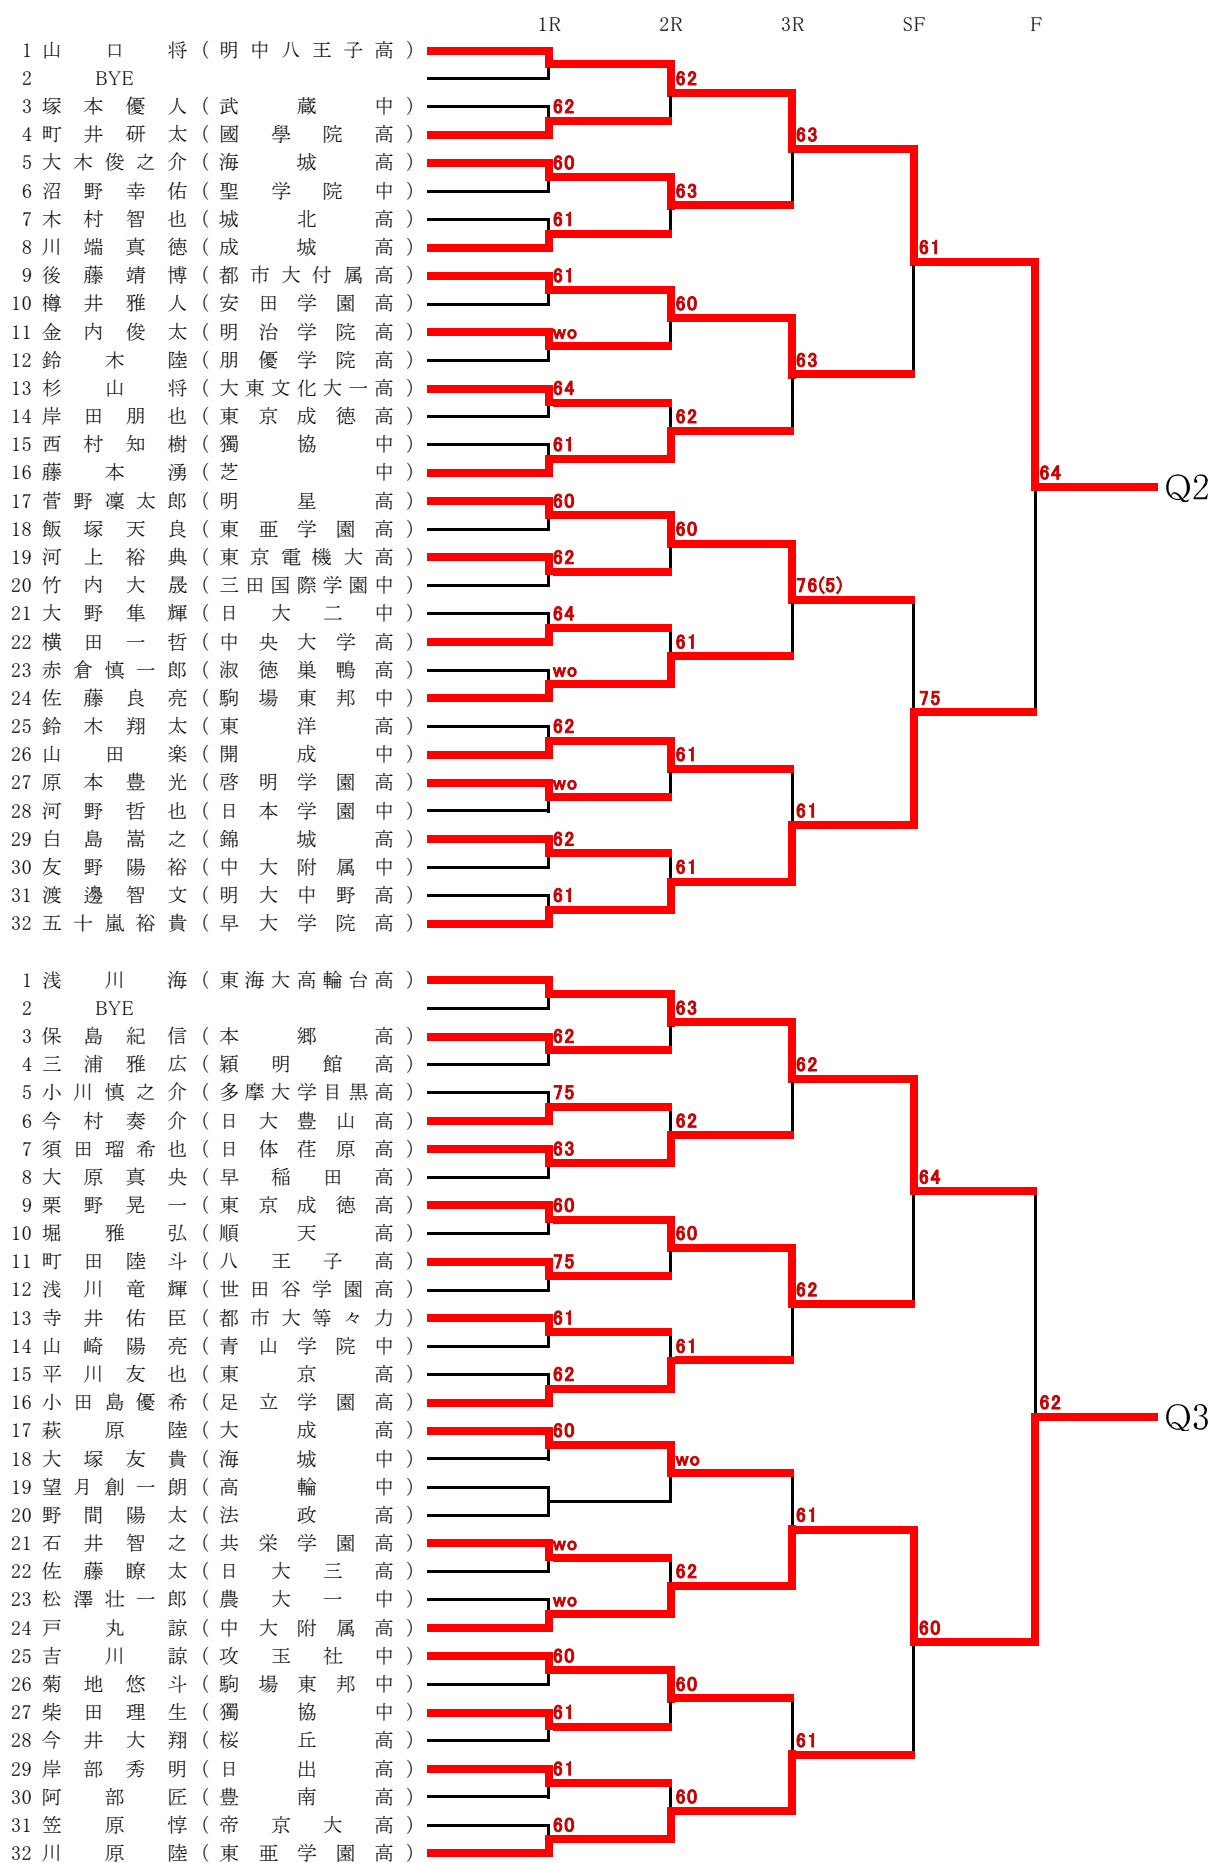 1R 2R 3R SF F
1 山口将(明中八王子高)
2 BYE
62
3 塚本優人(武蔵中) 62
4 町井研太(國學院高) 63
5 大木俊之介(海城高) 60
6 沼野幸佑(聖学院中) 63
7 木村智也(城北高) 61
8 川端真徳(成城高) 61
9 後藤靖博(都市大付属高) 61
10 樽井雅人(安田学園高) 60
11 金内俊太(明治学院高) wo
12 鈴木陸(朋優学院高) 63
13 杉山将(大東文化大一高) 64
14 岸田朋也(東京成徳高) 62
15 西村知樹(獨協中) 61
16 藤本湧(芝中) 64
Q2
17 菅野凜太郎(明星高) 60
18 飯塚天良(東亜学園高) 60
19 河上裕典(東京電機大高) 62
20 竹内大晟(三田国際学園中) 76(5)
21 大野隼輝(日大二中) 64
22 横田一哲(中央大学高) 61
23 赤倉慎一郎(淑徳巣鴨高) wo
24 佐藤良亮(駒場東邦中) 75
25 鈴木翔太(東洋高) 62
26 山田楽(開成中) 61
27 原本豊光(啓明学園高) wo
28 河野哲也(日本学園中) 61
29 白島嵩之(錦城高) 62
30 友野陽裕(中大附属中) 61
31 渡邊智文(明大中野高) 61
32 五十嵐裕貴(早大学院高)
1 浅川海(東海大高輪台高)
2 BYE 63
3 保島紀信(本郷高) 62
4 三浦雅広(穎明館高) 62
5 小川慎之介(多摩大学目黒高) 75
6 今村奏介(日大豊山高) 62
7 須田瑠希也(日体荏原高) 63
8 大原真央(早稲田高) 64
9 栗野晃一(東京成徳高) 60
10 堀雅弘(順天高) 60
11 町田陸斗(八王子高) 75
12 浅川竜輝(世田谷学園高) 62
13 寺井佑臣(都市大等々力) 61
14 山崎陽亮(青山学院中) 61
15 平川友也(東京高) 62
16 小田島優希(足立学園高) 62
Q3
17 萩原陸(大成高) 60
18 大塚友貴(海城中) wo
19 望月創一朗(高輪中)
20 野間陽太(法政高) 61
21 石井智之(共栄学園高) wo
22 佐藤瞭太(日大三高) 62
23 松澤壮一郎(農大一中) wo
24 戸丸諒(中大附属高) 60
25 吉川諒(攻玉社中) 60
26 菊地悠斗(駒場東邦中) 60
27 柴田理生(獨協中) 61
28 今井大翔(桜丘高) 61
29 岸部秀明(日出高) 61
30 阿部匠(豊南高) 60
31 笠原惇(帝京大高) 60
32 川原陸(東亜学園高)